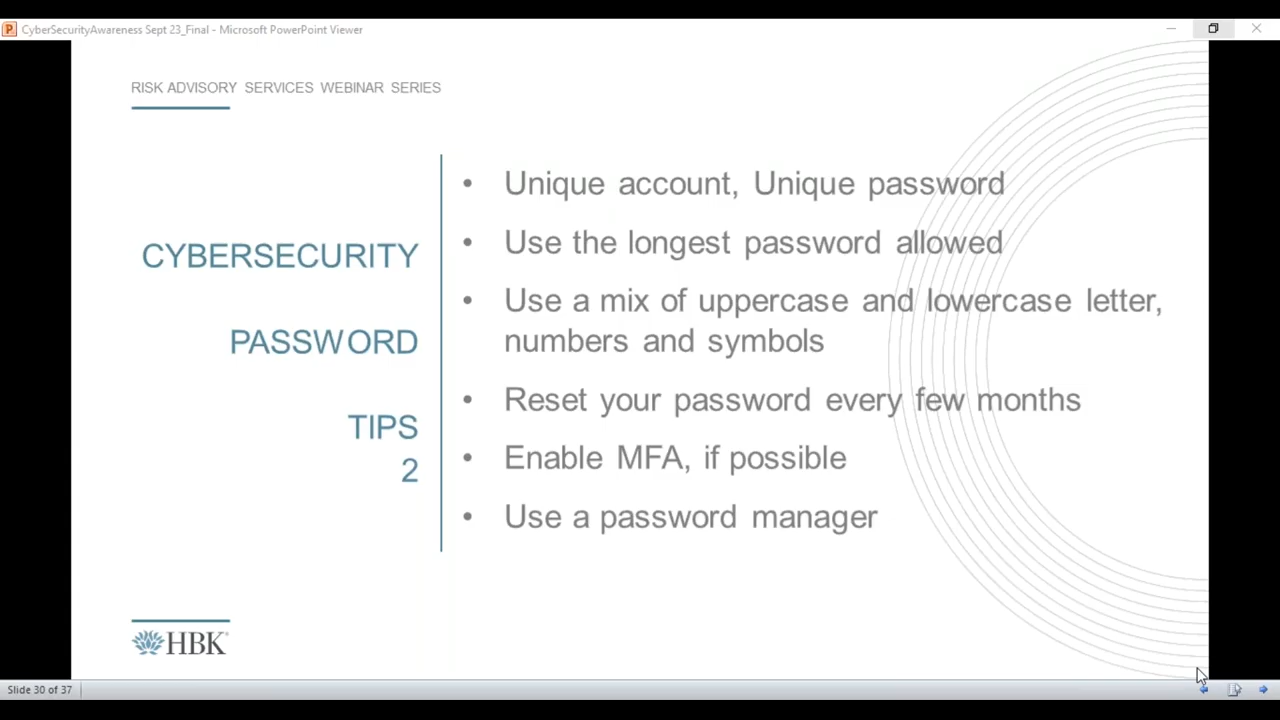 CyberSecurityAwareness Sept 23_Final - Microsoft PowerPoint Viewer
RISK ADVISORY SERVICES WEBINAR SERIES
CYBERSECURITY
PASSWORD
TIPS
2
• Unique account, Unique password
• Use the longest password allowed
• Use a mix of uppercase and lowercase letter,
numbers and symbols
• Reset your password every few months
• Enable MFA, if possible
• Use a password manager
HBK
Slide 30 of 37